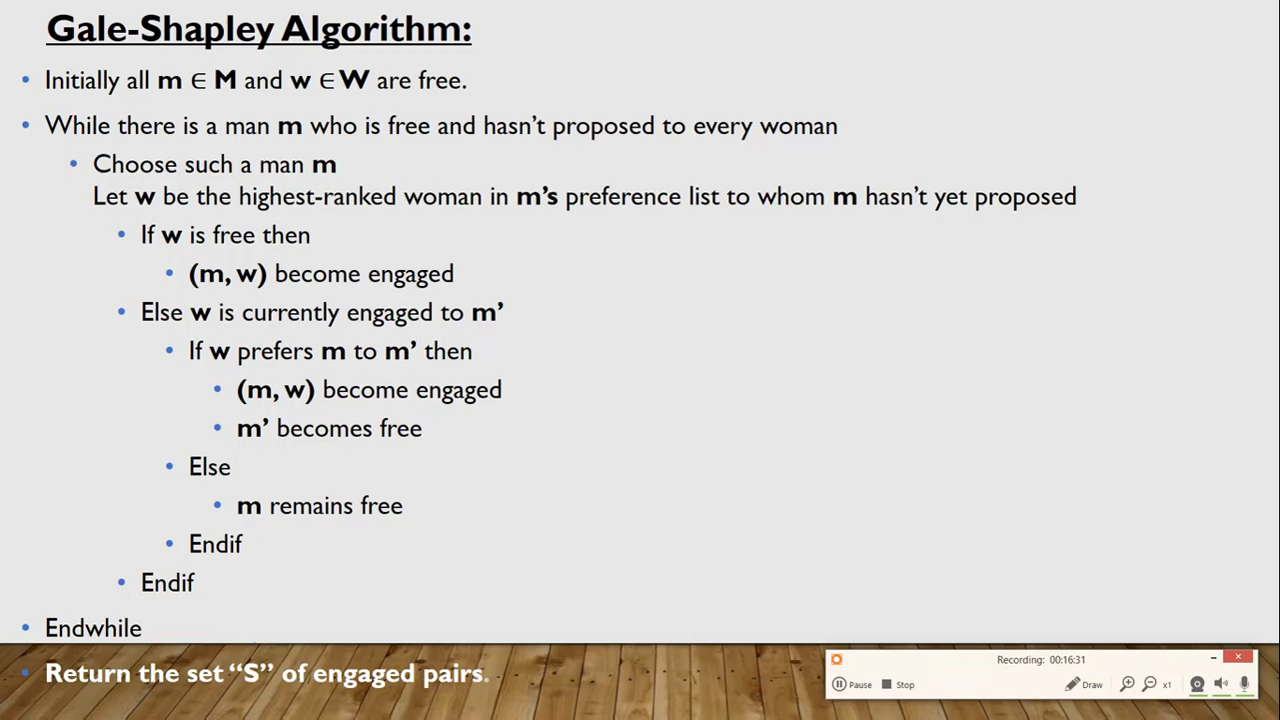 Gale-Shapley Algorithm:
• Initially all m ∈ M and w ∈ W are free.
• While there is a man m who is free and hasn't proposed to every woman
• Choose such a man m
Let w be the highest-ranked woman in m's preference list to whom m hasn't yet proposed
• If w is free then
• (m, w) become engaged
• Else w is currently engaged to m'
• If w prefers m to m' then
• (m, w) become engaged
• m' becomes free
• Else
• m remains free
• Endif
• Endif
• Endwhile
• Return the set “S” of engaged pairs.
Recording: 00:16:31
Pause Stop Draw x1